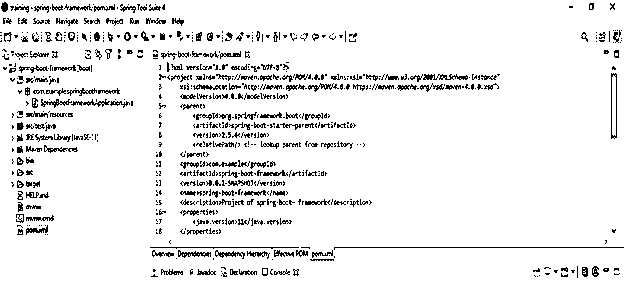 training - spring-boot-framework/pom.xml - Spring Tool Suite 4
File Edit Source Navigate Search Project Run Window Help
Project Explorer
spring-boot-framework [boot]
src/main/java
com.example.springbootframework
SpringBootFrameworkApplication.java
src/main/resources
src/test/java
JRE System Library [JavaSE-11]
Maven Dependencies
bin
src
target
HELP.md
mvnw
mvnw.cmd
pom.xml
spring-boot-framework/pom.xml
1 <?xml version="1.0" encoding="UTF-8"?>
2 <project xmlns="http://maven.apache.org/POM/4.0.0" xmlns:xsi="http://www.w3.org/2001/XMLSchema-instance"
3 xsi:schemaLocation="http://maven.apache.org/POM/4.0.0 https://maven.apache.org/xsd/maven-4.0.0.xsd">
4 <modelVersion>4.0.0</modelVersion>
5 <parent>
6 <groupId>org.springframework.boot</groupId>
7 <artifactId>spring-boot-starter-parent</artifactId>
8 <version>2.5.4</version>
9 <relativePath/> <!-- lookup parent from repository -->
10 </parent>
11 <groupId>com.example</groupId>
12 <artifactId>spring-boot-framework</artifactId>
13 <version>0.0.1-SNAPSHOT</version>
14 <name>spring-boot-framework</name>
15 <description>Project of spring-boot- framework</description>
16 <properties>
17 <java.version>11</java.version>
18 </properties>
Overview Dependencies Dependency Hierarchy Effective POM pom.xml
Problems Javadoc Declaration Console